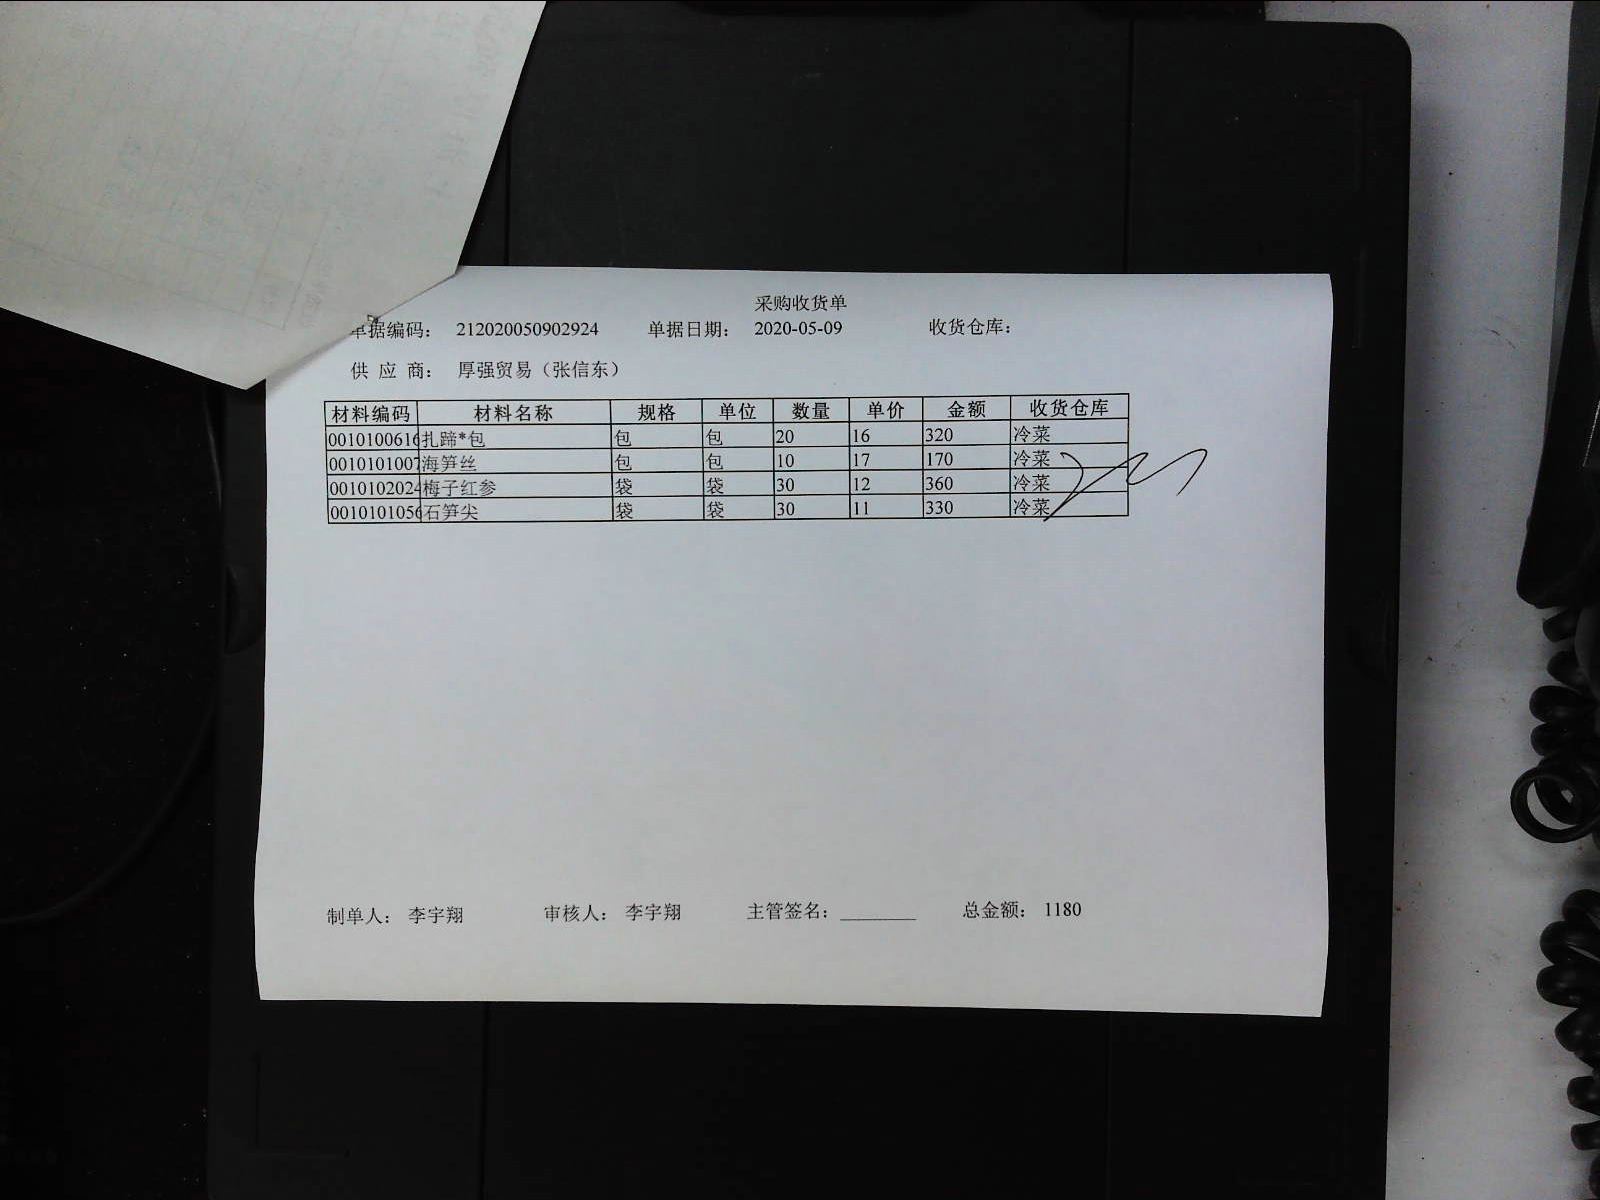 采购收货单
单据编码: 212020050902924 单据日期: 2020-05-09 收货仓库:
供 应 商: 厚强贸易（张信东）
材料编码 材料名称 规格 单位 数量 单价 金额 收货仓库
0010100616 扎蹄*包 包 包 20 16 320 冷菜
0010101007 海笋丝 包 包 10 17 170 冷菜
0010102024 梅子红参 袋 袋 30 12 360 冷菜
0010101056 石笋尖 袋 袋 30 11 330 冷菜
制单人: 李宇翔 审核人: 李宇翔 主管签名: 总金额: 1180